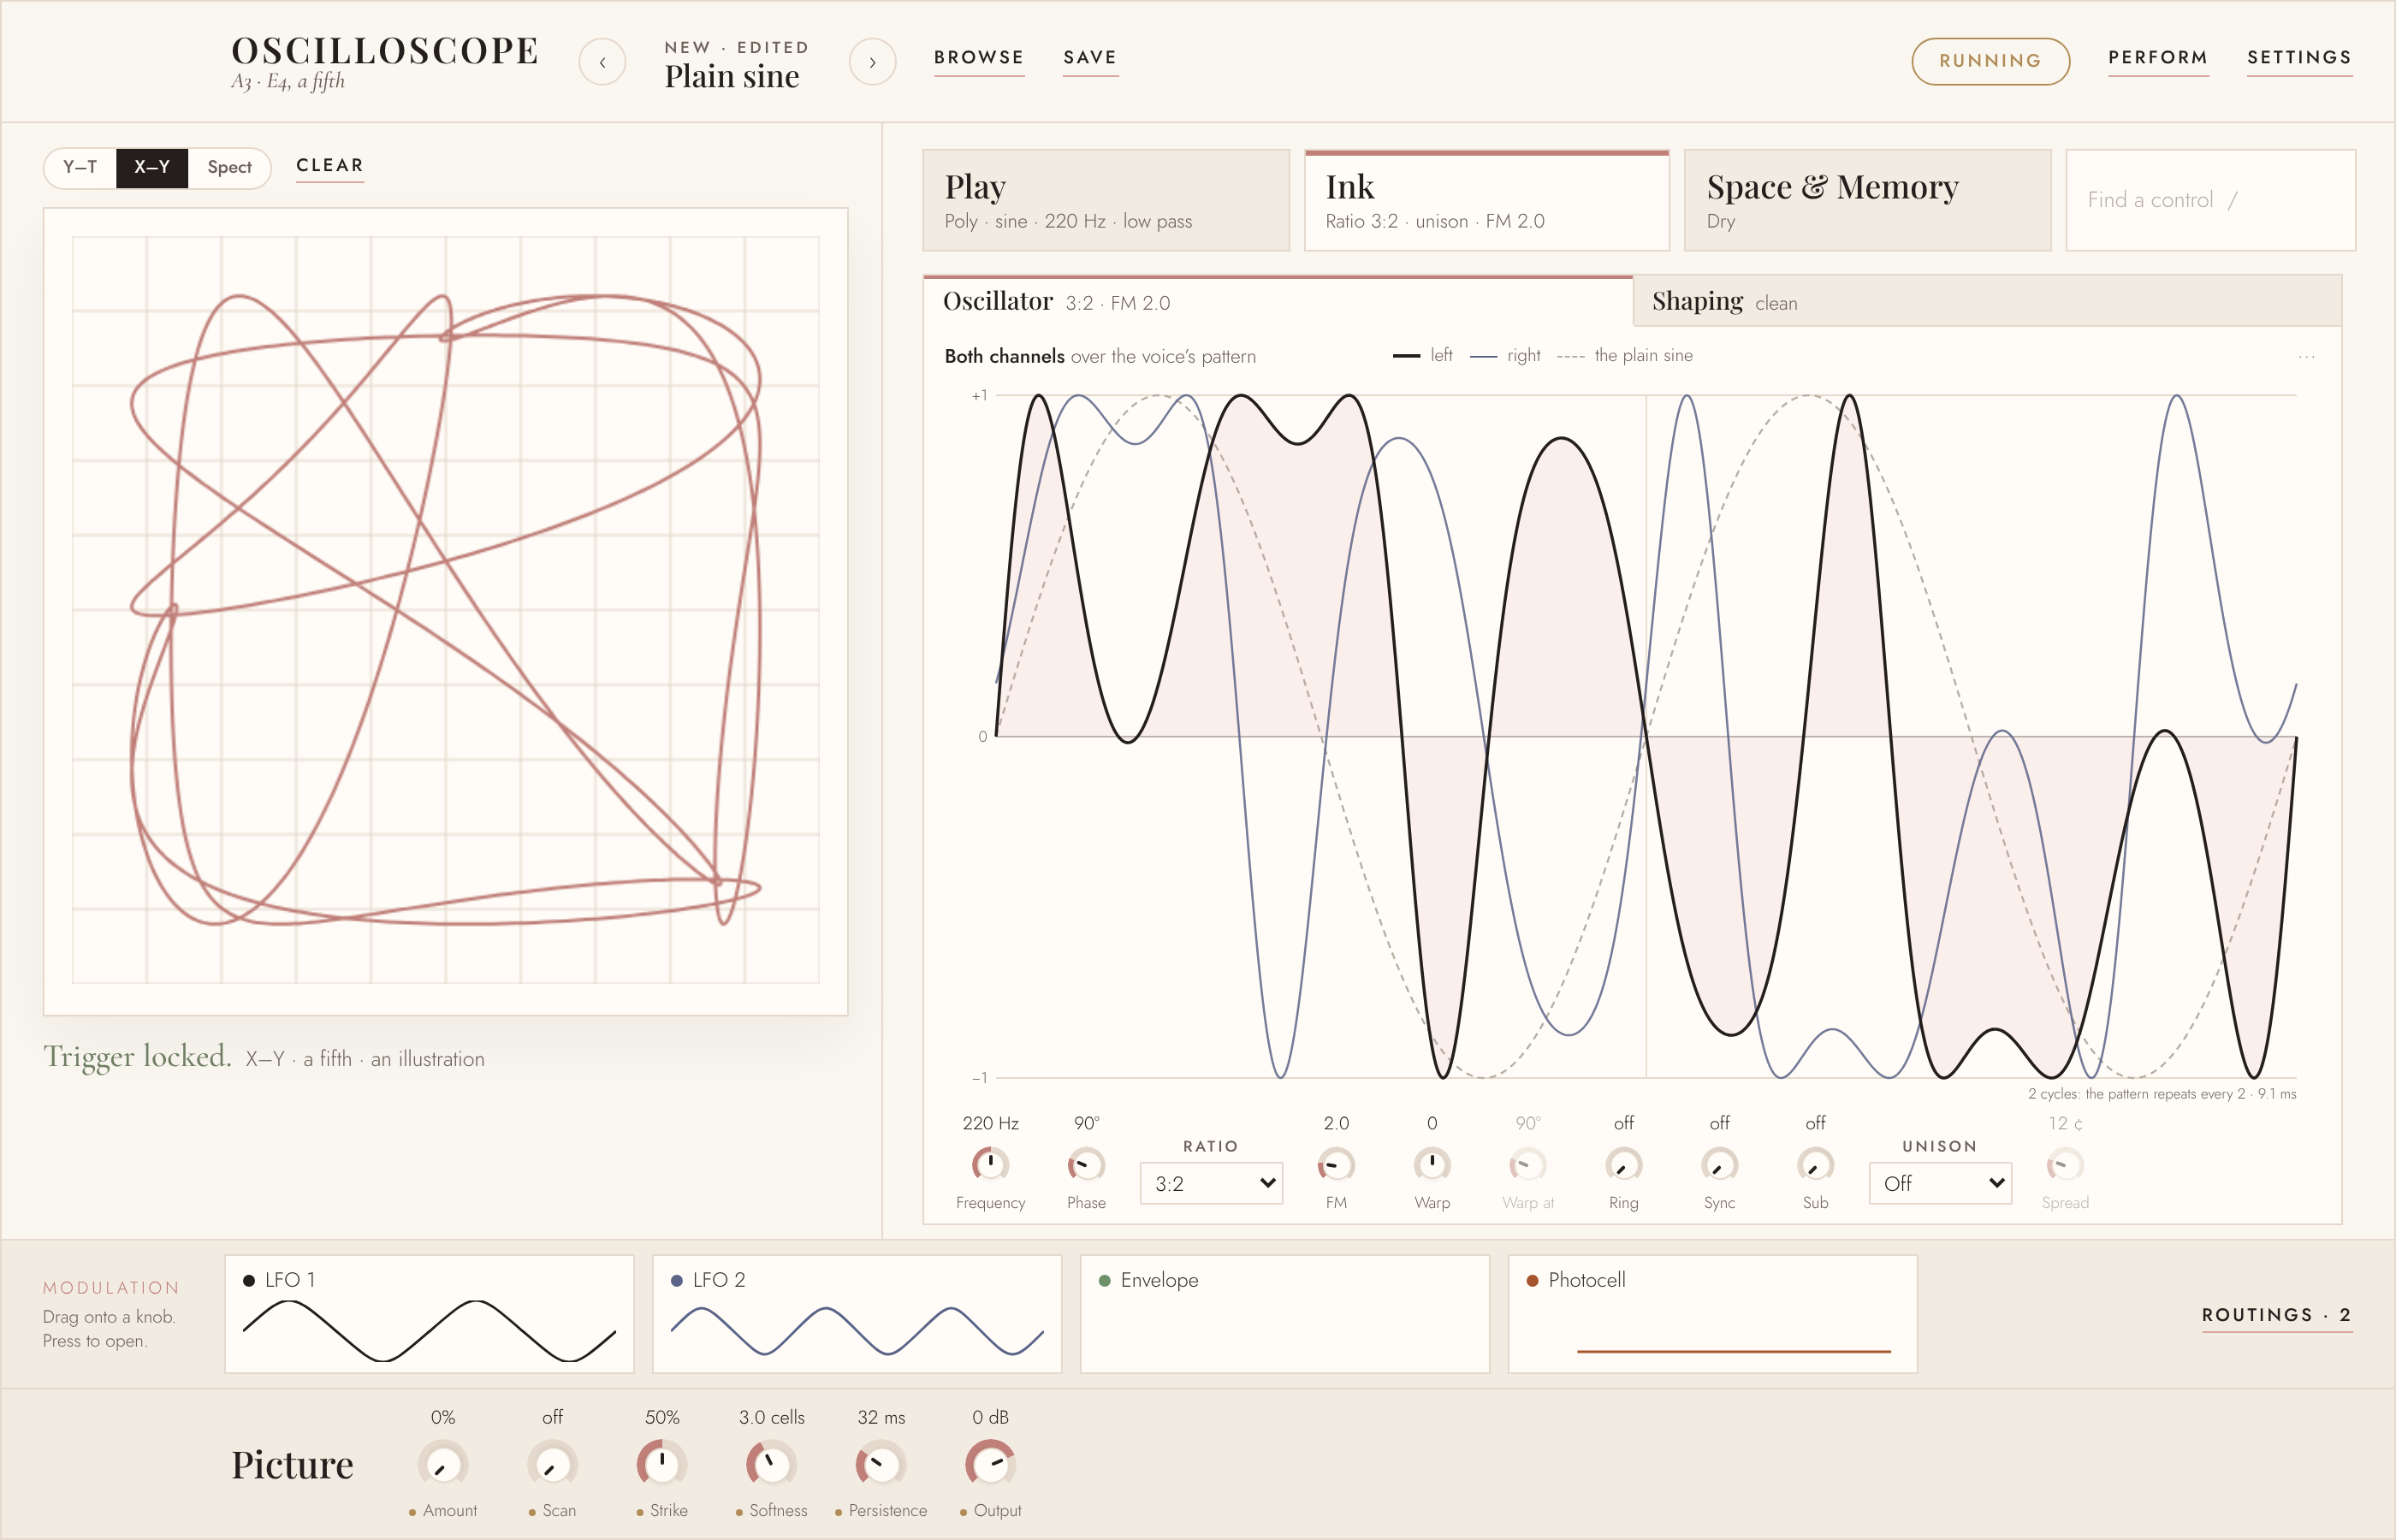 OSCILLOSCOPE
A3 · E4, a fifth
‹
NEW · EDITED
Plain sine
›
BROWSE
SAVE
RUNNING
PERFORM
SETTINGS
Y–T
X–Y
Spect
CLEAR
Play
Poly · sine · 220 Hz · low pass
Ink
Ratio 3:2 · unison · FM 2.0
Space & Memory
Dry
Find a control /
Oscillator 3:2 · FM 2.0
Shaping clean
Both channels over the voice’s pattern
left
right
the plain sine
...
+1
0
−1
2 cycles: the pattern repeats every 2 · 9.1 ms
Trigger locked. X–Y · a fifth · an illustration
220 Hz
Frequency
90°
Phase
RATIO
3:2
2.0
FM
0
Warp
90°
Warp at
off
Ring
off
Sync
off
Sub
UNISON
Off
12 ¢
Spread
MODULATION
Drag onto a knob.
Press to open.
LFO 1
LFO 2
Envelope
Photocell
ROUTINGS · 2
Picture
0%
Amount
off
Scan
50%
Strike
3.0 cells
Softness
32 ms
Persistence
0 dB
Output